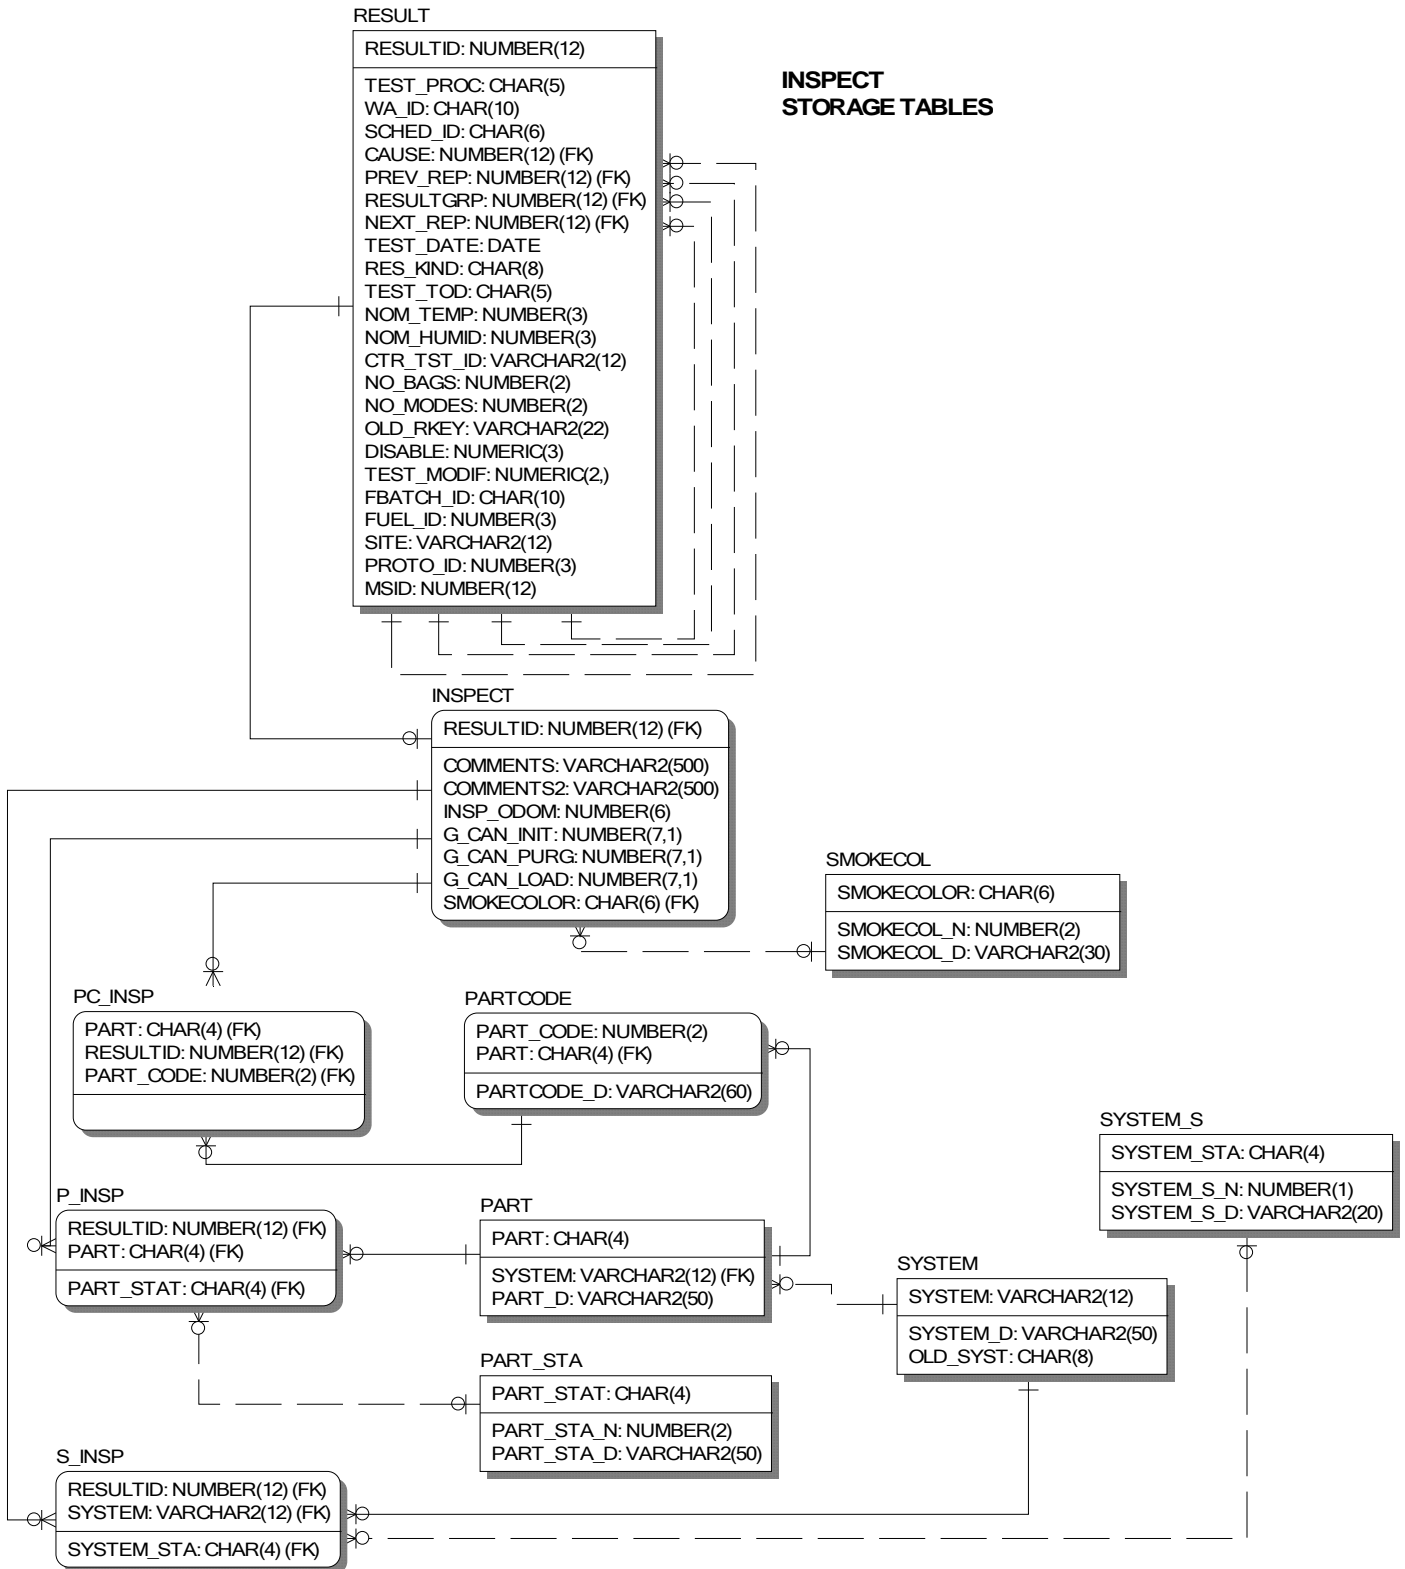 RESULT
RESULTID: NUMBER(12)
TEST_PROC: CHAR(5)
WA_ID: CHAR(10)
SCHED_ID: CHAR(6)
CAUSE: NUMBER(12) (FK)
PREV_REP: NUMBER(12) (FK)
RESULTGRP: NUMBER(12) (FK)
NEXT_REP: NUMBER(12) (FK)
TEST_DATE: DATE
RES_KIND: CHAR(8)
TEST_TOD: CHAR(5)
NOM_TEMP: NUMBER(3)
NOM_HUMID: NUMBER(3)
CTR_TST_ID: VARCHAR2(12)
NO_BAGS: NUMBER(2)
NO_MODES: NUMBER(2)
OLD_RKEY: VARCHAR2(22)
DISABLE: NUMERIC(3)
TEST_MODIF: NUMERIC(2,)
FBATCH_ID: CHAR(10)
FUEL_ID: NUMBER(3)
SITE: VARCHAR2(12)
PROTO_ID: NUMBER(3)
MSID: NUMBER(12)
INSPECT
STORAGE TABLES
INSPECT
RESULTID: NUMBER(12) (FK)
COMMENTS: VARCHAR2(500)
COMMENTS2: VARCHAR2(500)
INSP_ODOM: NUMBER(6)
G_CAN_INIT: NUMBER(7,1)
G_CAN_PURG: NUMBER(7,1)
G_CAN_LOAD: NUMBER(7,1)
SMOKECOLOR: CHAR(6) (FK)
SMOKECOL
SMOKECOLOR: CHAR(6)
SMOKECOL_N: NUMBER(2)
SMOKECOL_D: VARCHAR2(30)
PC_INSP
PART: CHAR(4) (FK)
RESULTID: NUMBER(12) (FK)
PART_CODE: NUMBER(2) (FK)
PARTCODE
PART_CODE: NUMBER(2)
PART: CHAR(4) (FK)
PARTCODE_D: VARCHAR2(60)
SYSTEM_S
SYSTEM_STA: CHAR(4)
SYSTEM_S_N: NUMBER(1)
SYSTEM_S_D: VARCHAR2(20)
P_INSP
RESULTID: NUMBER(12) (FK)
PART: CHAR(4) (FK)
PART_STAT: CHAR(4) (FK)
PART
PART: CHAR(4)
SYSTEM: VARCHAR2(12) (FK)
PART_D: VARCHAR2(50)
SYSTEM
SYSTEM: VARCHAR2(12)
SYSTEM_D: VARCHAR2(50)
OLD_SYST: CHAR(8)
PART_STA
PART_STAT: CHAR(4)
PART_STA_N: NUMBER(2)
PART_STA_D: VARCHAR2(50)
S_INSP
RESULTID: NUMBER(12) (FK)
SYSTEM: VARCHAR2(12) (FK)
SYSTEM_STA: CHAR(4) (FK)